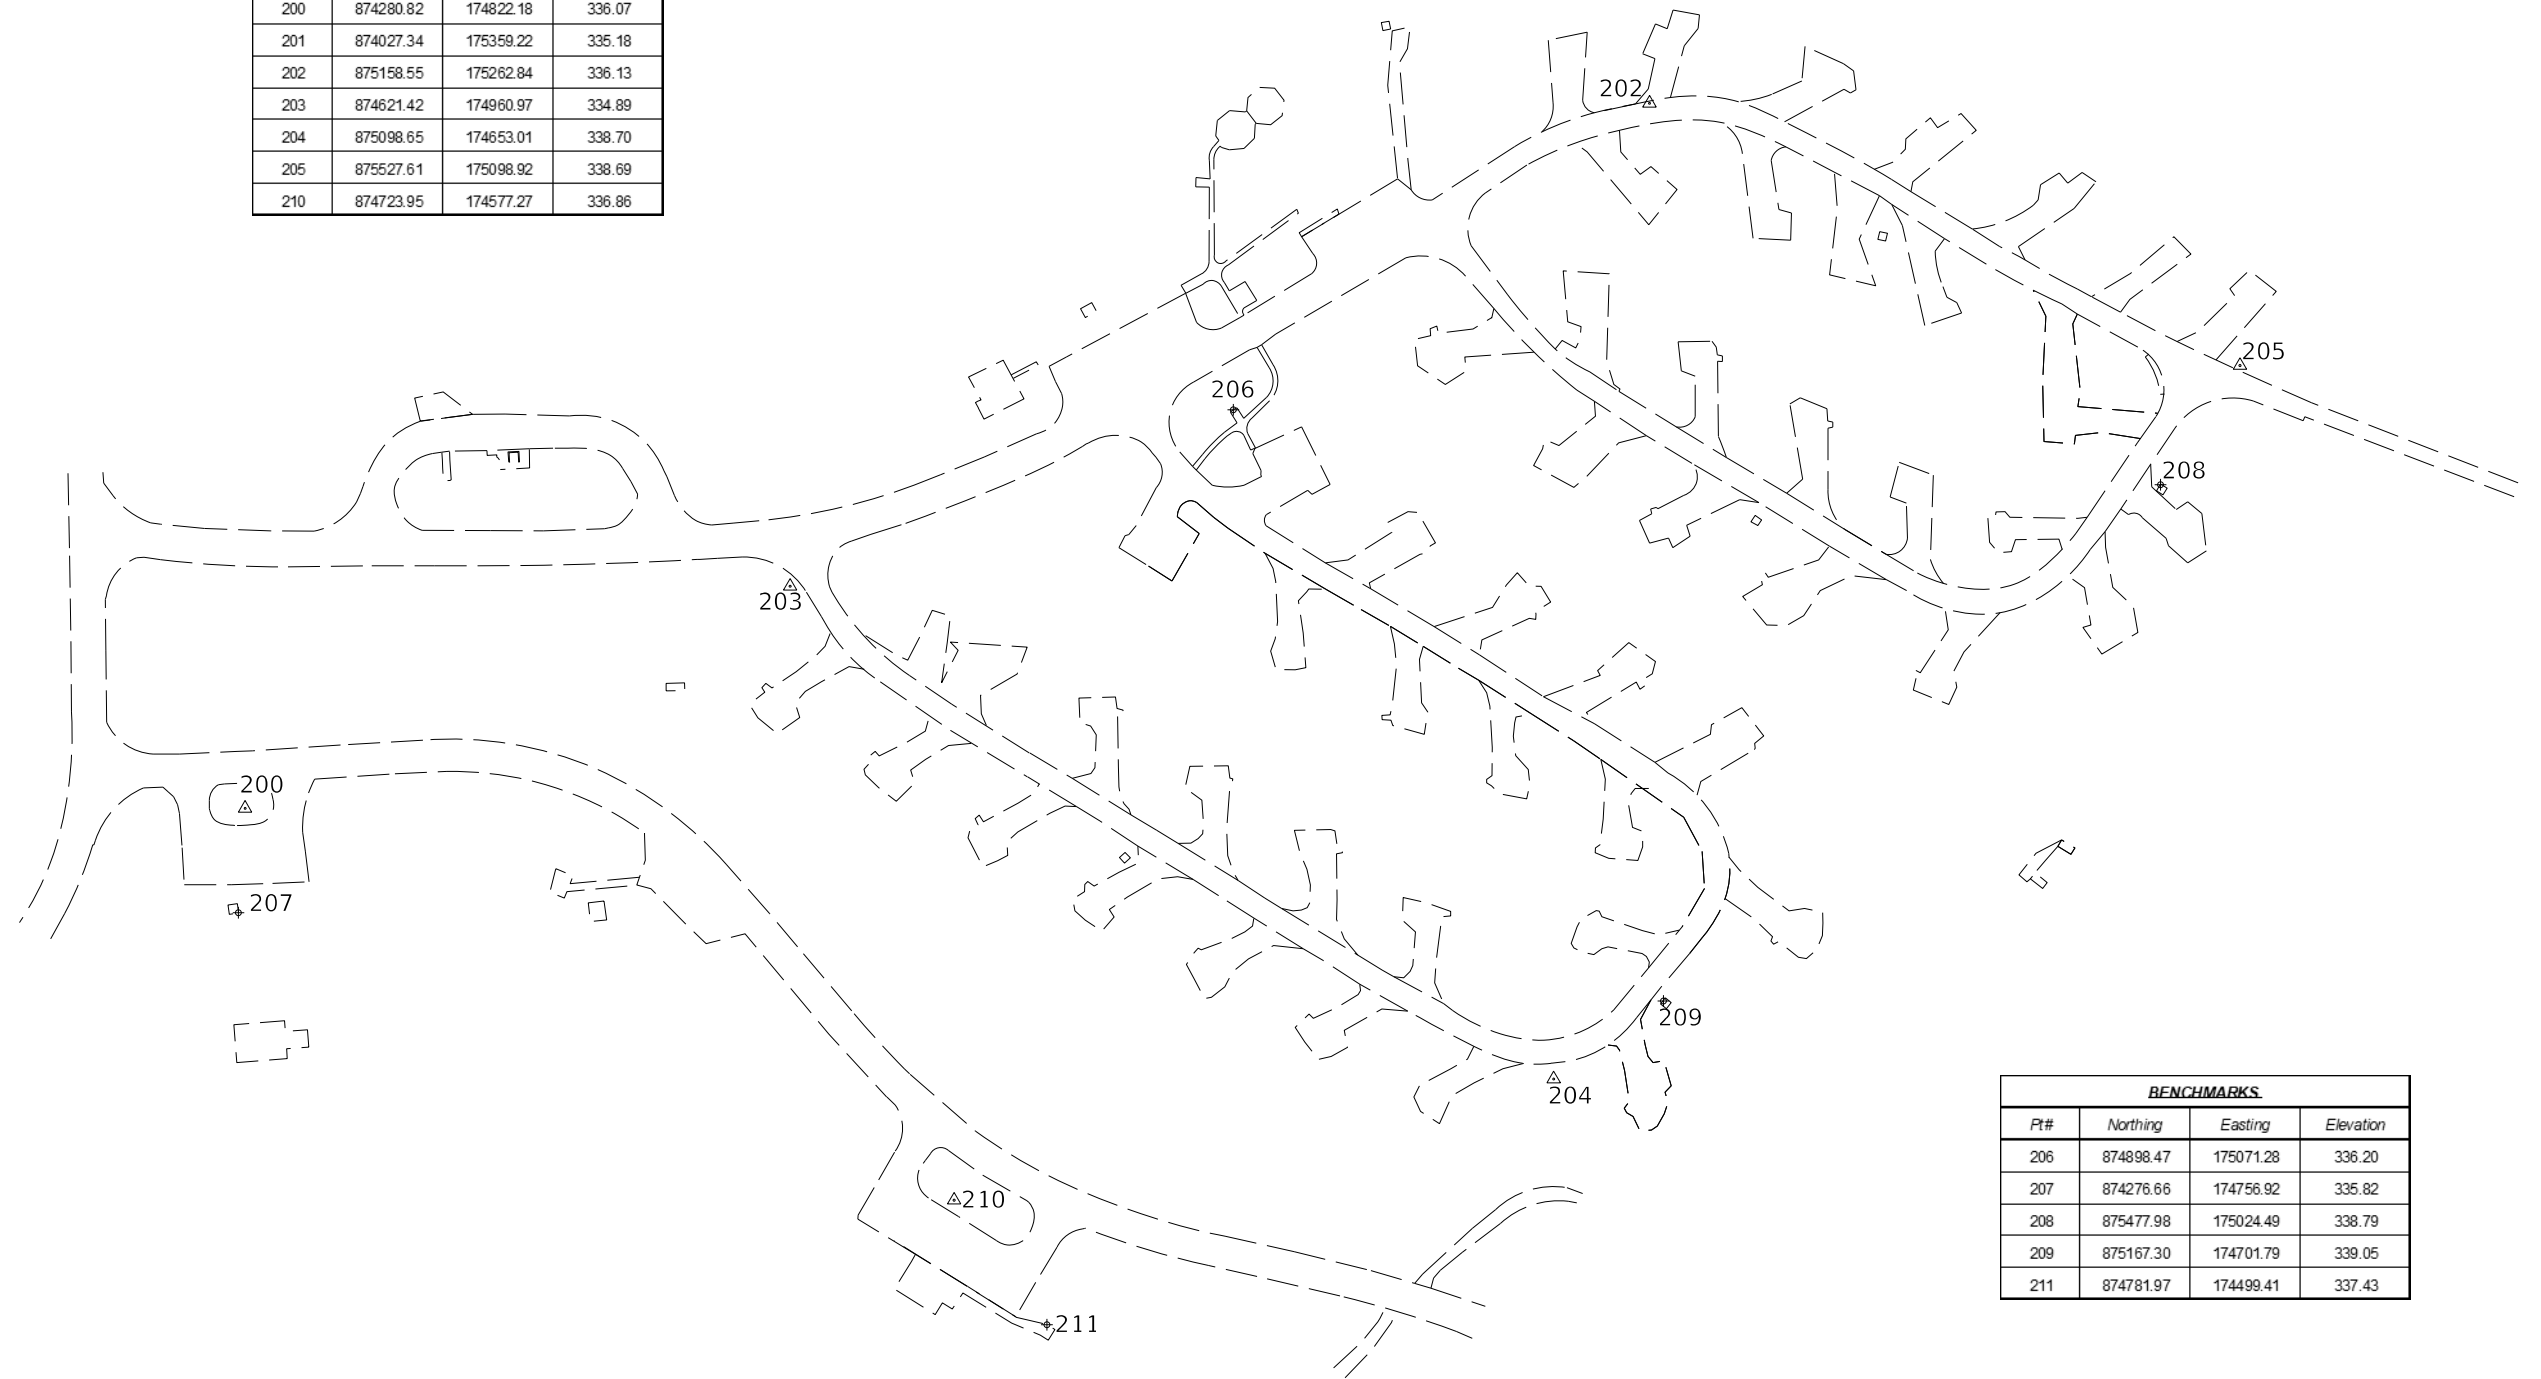 200 874280.82 174822.18 336.07
201 874027.34 175359.22 335.18
202 875158.55 175262.84 336.13
203 874621.42 174960.97 334.89
204 875098.65 174653.01 338.70
205 875527.61 175098.92 338.69
210 874723.95 174577.27 336.86
202
205
206
208
203
200
207
209
204
210
211
BENCHMARKS
Pt# Northing Easting Elevation
206 874898.47 175071.28 336.20
207 874276.66 174756.92 335.82
208 875477.98 175024.49 338.79
209 875167.30 174701.79 339.05
211 874781.97 174499.41 337.43